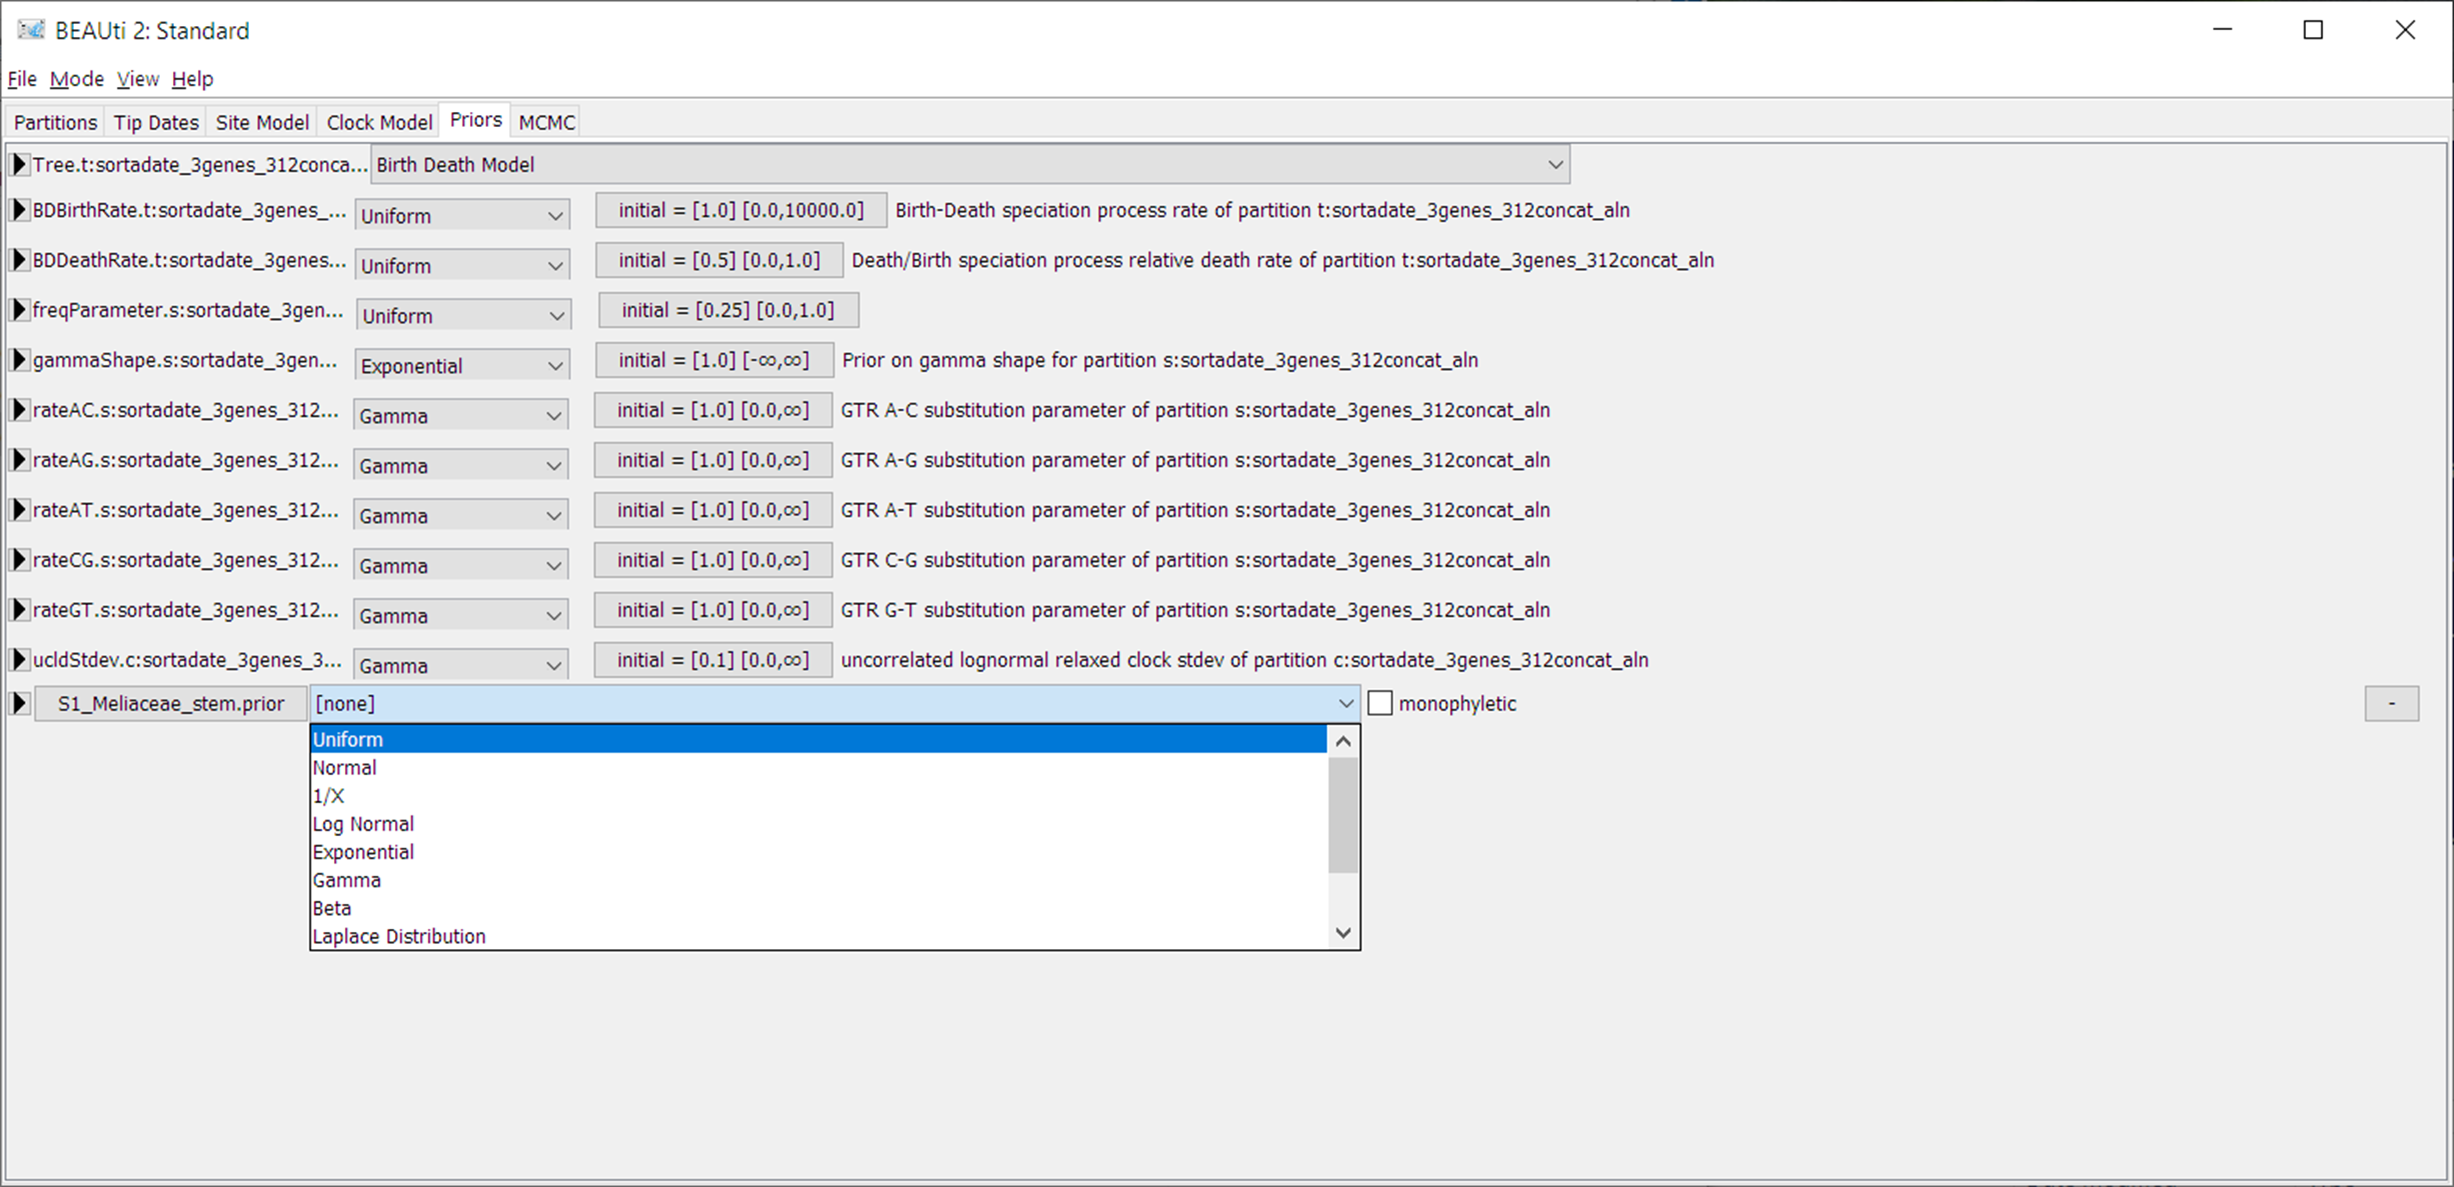 BEAUti 2: Standard
File Mode View Help
Partitions Tip Dates Site Model Clock Model Priors MCMC
Tree.t:sortadate_3genes_312conca... Birth Death Model
BDBirthRate.t:sortadate_3genes_... Uniform initial = [1.0] [0.0,10000.0] Birth-Death speciation process rate of partition t:sortadate_3genes_312concat_aln
BDDeathRate.t:sortadate_3genes... Uniform initial = [0.5] [0.0,1.0] Death/Birth speciation process relative death rate of partition t:sortadate_3genes_312concat_aln
freqParameter.s:sortadate_3gen... Uniform initial = [0.25] [0.0,1.0]
gammaShape.s:sortadate_3gen... Exponential initial = [1.0] [-∞,∞] Prior on gamma shape for partition s:sortadate_3genes_312concat_aln
rateAC.s:sortadate_3genes_312... Gamma initial = [1.0] [0.0,∞] GTR A-C substitution parameter of partition s:sortadate_3genes_312concat_aln
rateAG.s:sortadate_3genes_312... Gamma initial = [1.0] [0.0,∞] GTR A-G substitution parameter of partition s:sortadate_3genes_312concat_aln
rateAT.s:sortadate_3genes_312... Gamma initial = [1.0] [0.0,∞] GTR A-T substitution parameter of partition s:sortadate_3genes_312concat_aln
rateCG.s:sortadate_3genes_312... Gamma initial = [1.0] [0.0,∞] GTR C-G substitution parameter of partition s:sortadate_3genes_312concat_aln
rateGT.s:sortadate_3genes_312... Gamma initial = [1.0] [0.0,∞] GTR G-T substitution parameter of partition s:sortadate_3genes_312concat_aln
ucldStdev.c:sortadate_3genes_3... Gamma initial = [0.1] [0.0,∞] uncorrelated lognormal relaxed clock stdev of partition c:sortadate_3genes_312concat_aln
S1_Meliaceae_stem.prior [none] monophyletic -
Uniform
Normal
1/X
Log Normal
Exponential
Gamma
Beta
Laplace Distribution